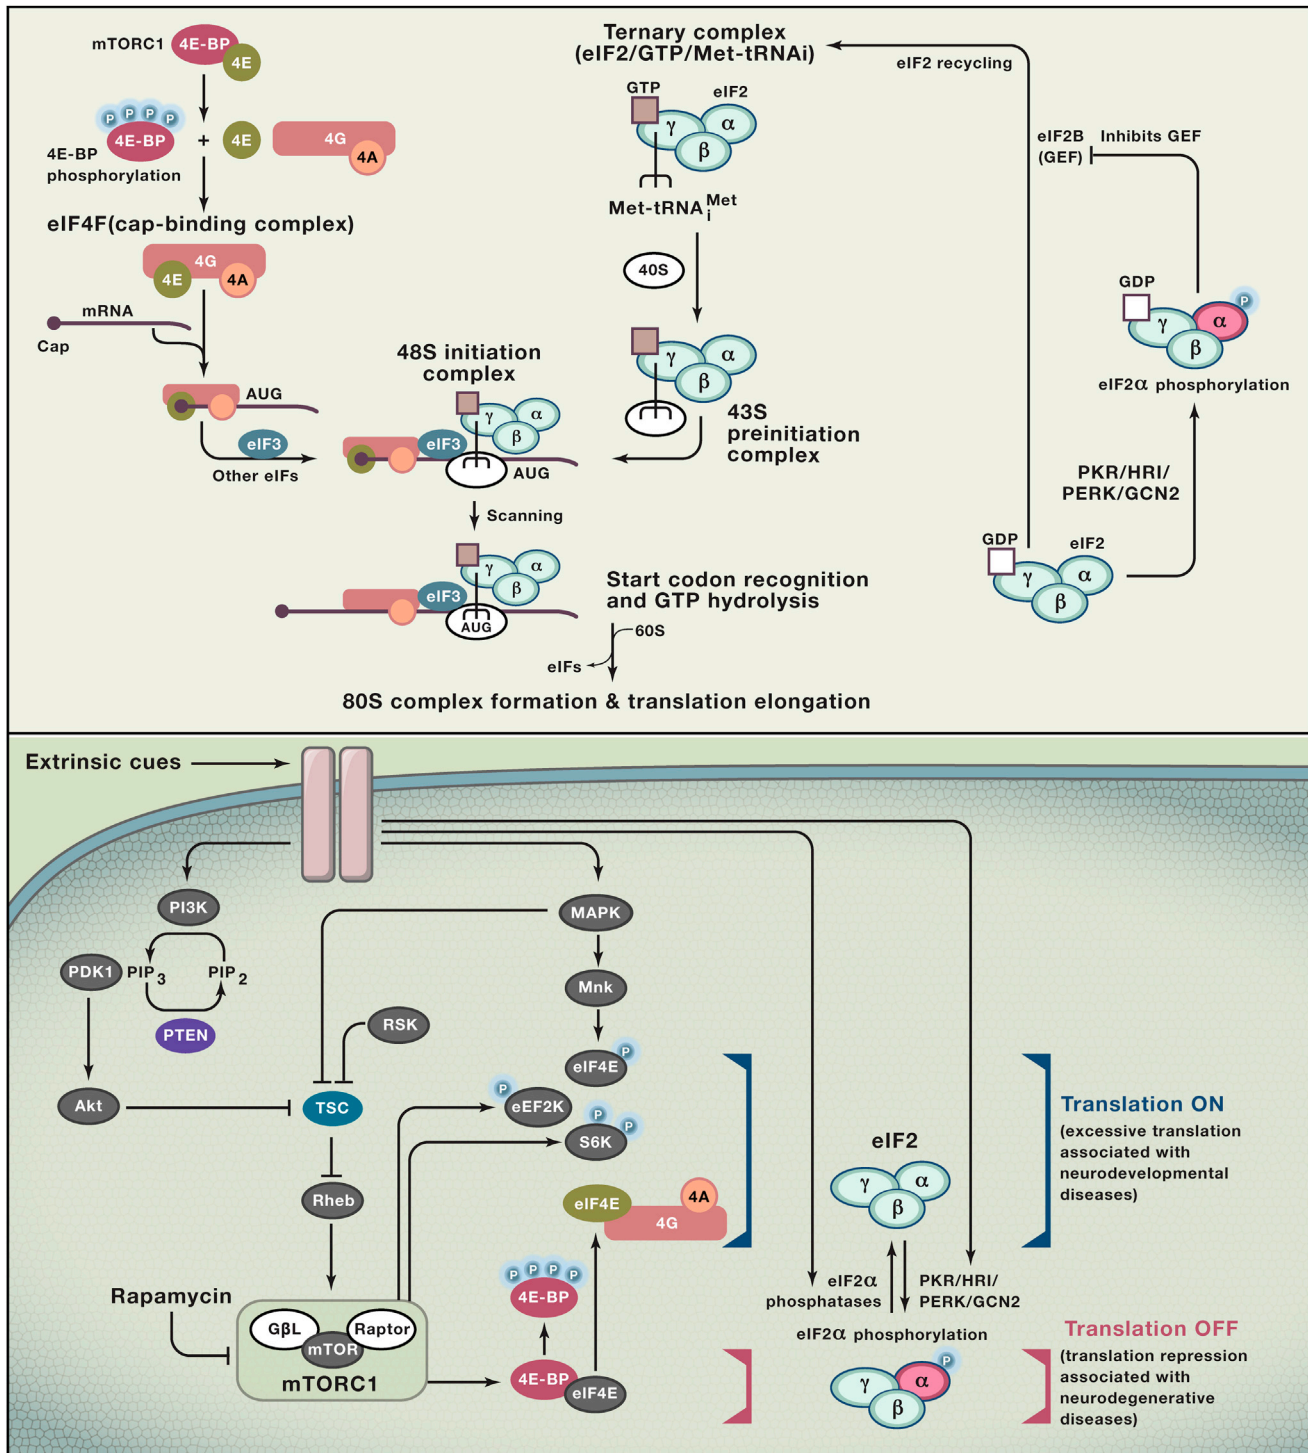 mTORC1
4E-BP
4E
P P P P
4E-BP
+
4E
4G
4A
4E-BP
phosphorylation
eIF4F(cap-binding complex)
4G
4E
4A
mRNA
Cap
AUG
eIF3
Other eIFs
48S initiation
complex
γ
α
β
eIF3
AUG
Scanning
γ
α
β
eIF3
AUG
Ternary complex
(eIF2/GTP/Met-tRNAi)
GTP
eIF2
γ
α
β
Met-tRNAiMet
40S
γ
α
β
43S
preinitiation
complex
Start codon recognition
and GTP hydrolysis
60S
eIFs
80S complex formation & translation elongation
eIF2 recycling
eIF2B
(GEF)
Inhibits GEF
GDP
P
γ
α
β
eIF2α phosphorylation
PKR/HRI/
PERK/GCN2
GDP
eIF2
γ
α
β
Extrinsic cues
PI3K
PDK1
PIP3
PIP2
PTEN
Akt
MAPK
Mnk
RSK
eIF4E
P
TSC
P
eEF2K
P
P
S6K
Rheb
eIF4E
4A
4G
Rapamycin
GβL
Raptor
mTOR
mTORC1
P P P P
4E-BP
4E-BP
eIF4E
eIF2
γ
α
β
eIF2α
phosphatases
PKR/HRI/
PERK/GCN2
eIF2α phosphorylation
P
γ
α
β
Translation ON
(excessive translation
associated with
neurodevelopmental
diseases)
Translation OFF
(translation repression
associated with
neurodegenerative
diseases)